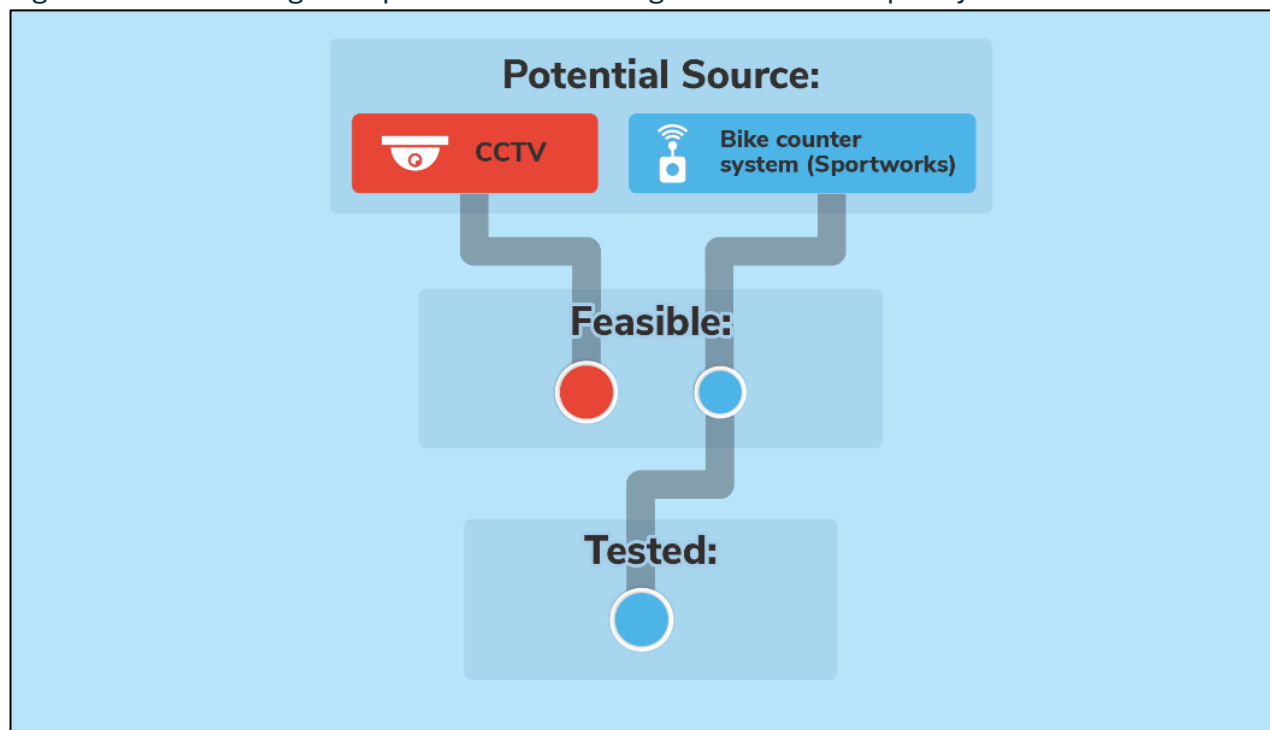 Potential Source:
CCTV
Bike counter
system (Sportworks)
Feasible:
Tested: